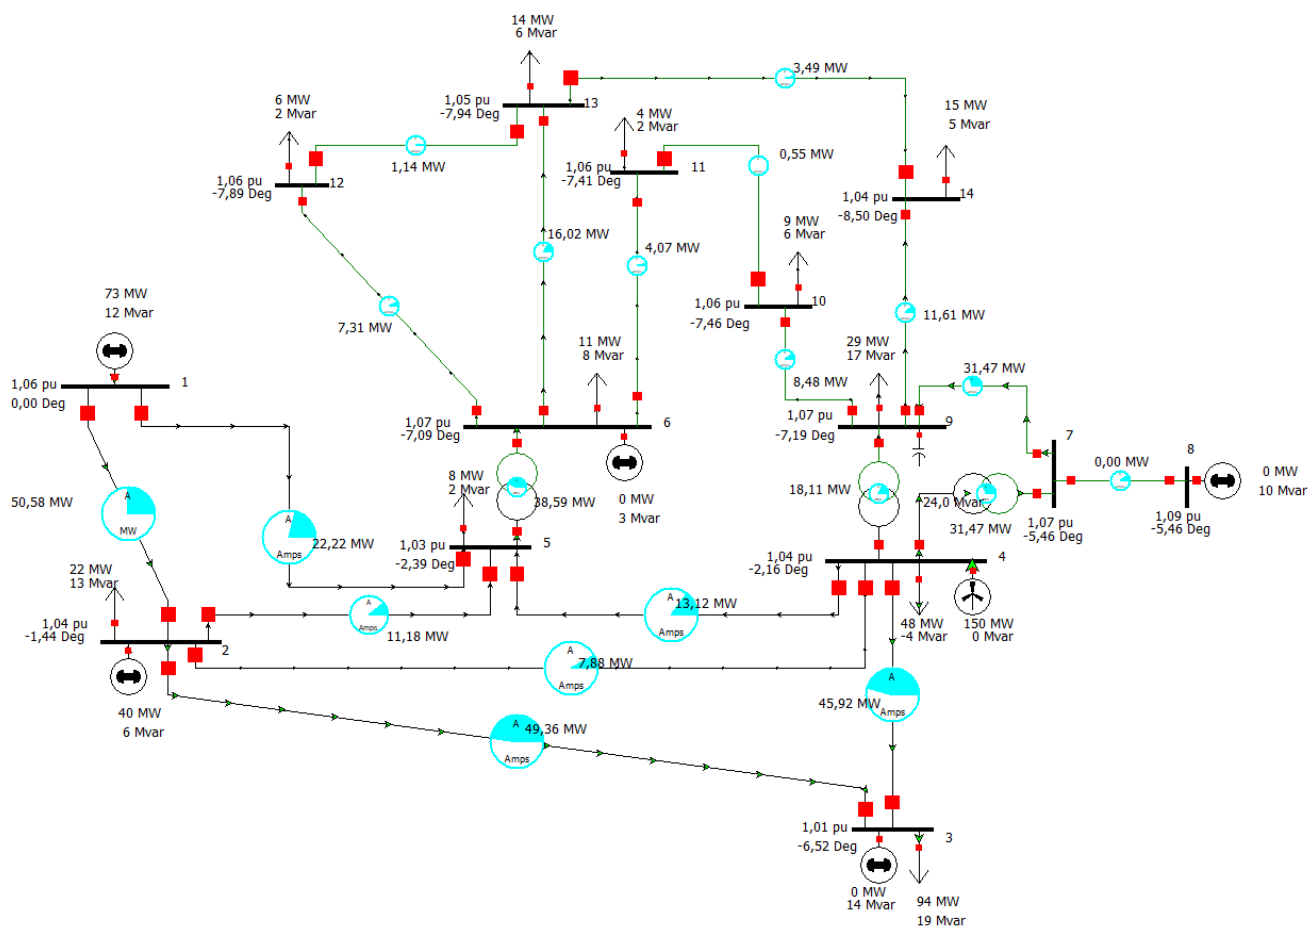 14 MW
6 Mvar
3,49 MW
1,05 pu
-7,94 Deg
13
6 MW
2 Mvar
4 MW
2 Mvar
15 MW
5 Mvar
1,14 MW
0,55 MW
1,06 pu
-7,89 Deg
12
1,06 pu
-7,41 Deg
11
1,04 pu
-8,50 Deg
14
16,02 MW
4,07 MW
9 MW
6 Mvar
7,31 MW
1,06 pu
-7,46 Deg
10
11,61 MW
73 MW
12 Mvar
11 MW
8 Mvar
29 MW
17 Mvar
8,48 MW
31,47 MW
1,06 pu
0,00 Deg
1
1,07 pu
-7,09 Deg
6
1,07 pu
-7,19 Deg
9
7
8
0,00 MW
0 MW
10 Mvar
8 MW
2 Mvar
38,59 MW
0 MW
3 Mvar
18,11 MW
24,0 Mvar
31,47 MW
1,07 pu
-5,46 Deg
1,09 pu
-5,46 Deg
50,58 MW
A
MW
A
Amps
22,22 MW
1,03 pu
-2,39 Deg
5
1,04 pu
-2,16 Deg
4
22 MW
13 Mvar
A
Amps
11,18 MW
A
Amps
13,12 MW
48 MW
-4 Mvar
150 MW
0 Mvar
1,04 pu
-1,44 Deg
2
A
Amps
7,88 MW
40 MW
6 Mvar
A
Amps
49,36 MW
A
Amps
45,92 MW
1,01 pu
-6,52 Deg
3
0 MW
14 Mvar
94 MW
19 Mvar